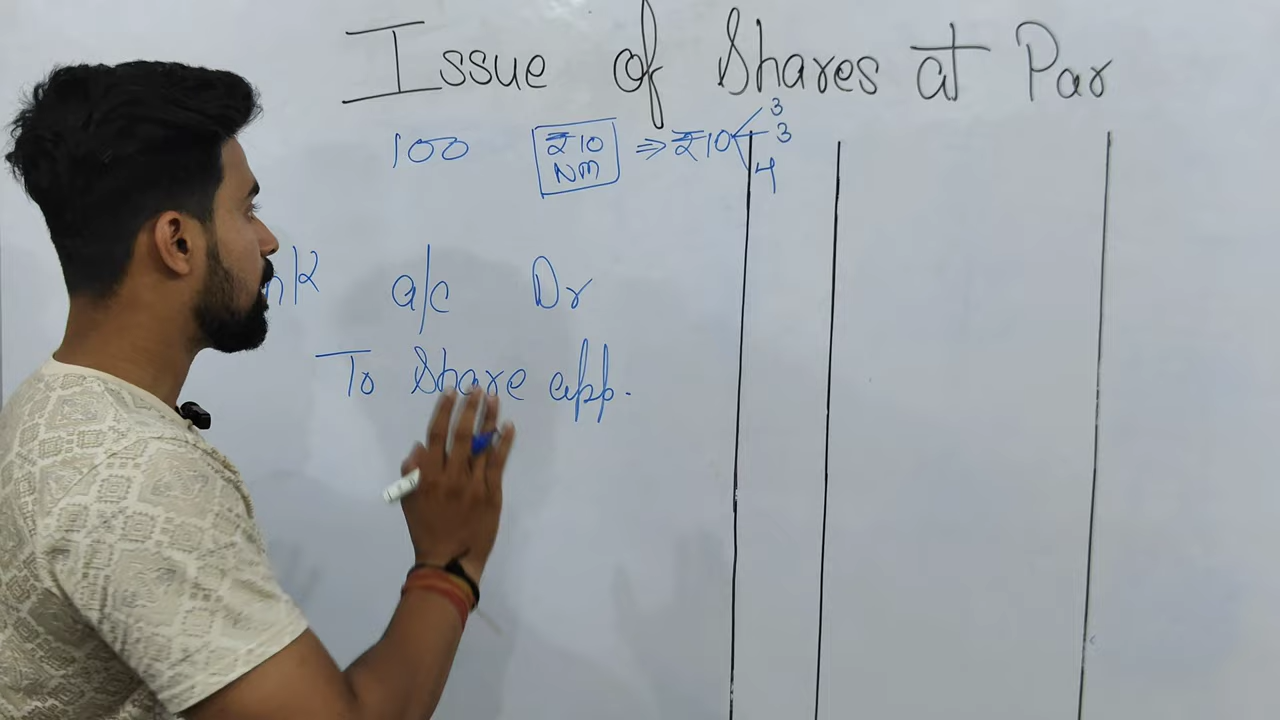 Issue of Shares at Par
100 ₹10 NM ⇒ ₹10 3 3 4
a/c Dr
To Share app.